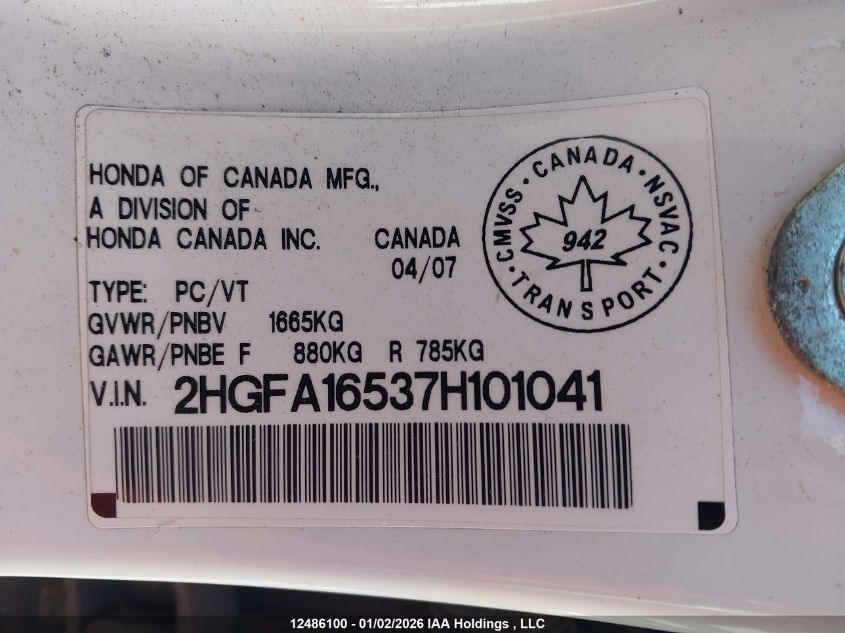 HONDA OF CANADA MFG.,
A DIVISION OF
HONDA CANADA INC. CANADA
04/07
TYPE: PC/VT
GVWR/PNBV 1665KG
GAWR/PNBE F 880KG R 785KG
V.I.N. 2HGFA16537H101041
CMVSS · CANADA · NSVAC
942
· TRANSPORT ·
12486100 - 01/02/2026 IAA Holdings , LLC